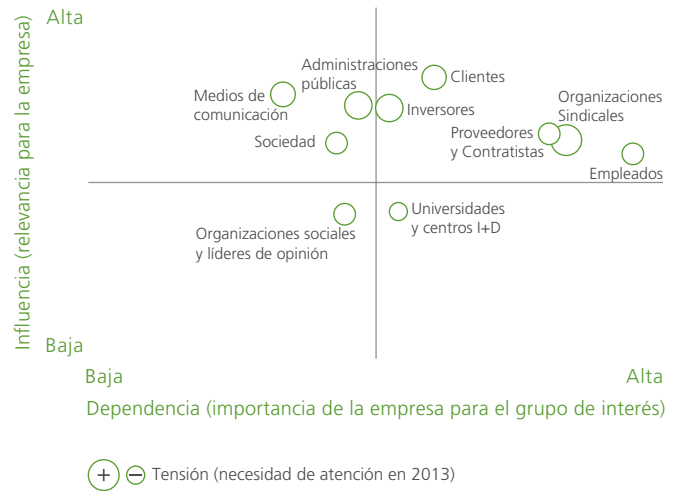 Alta
Influencia (relevancia para la empresa)
Administraciones
públicas
Clientes
Medios de
comunicación
Inversores
Organizaciones
Sindicales
Sociedad
Proveedores
y Contratistas
Empleados
Organizaciones sociales
y líderes de opinión
Universidades
y centros I+D
Baja
Baja
Alta
Dependencia (importancia de la empresa para el grupo de interés)
+ − Tensión (necesidad de atención en 2013)